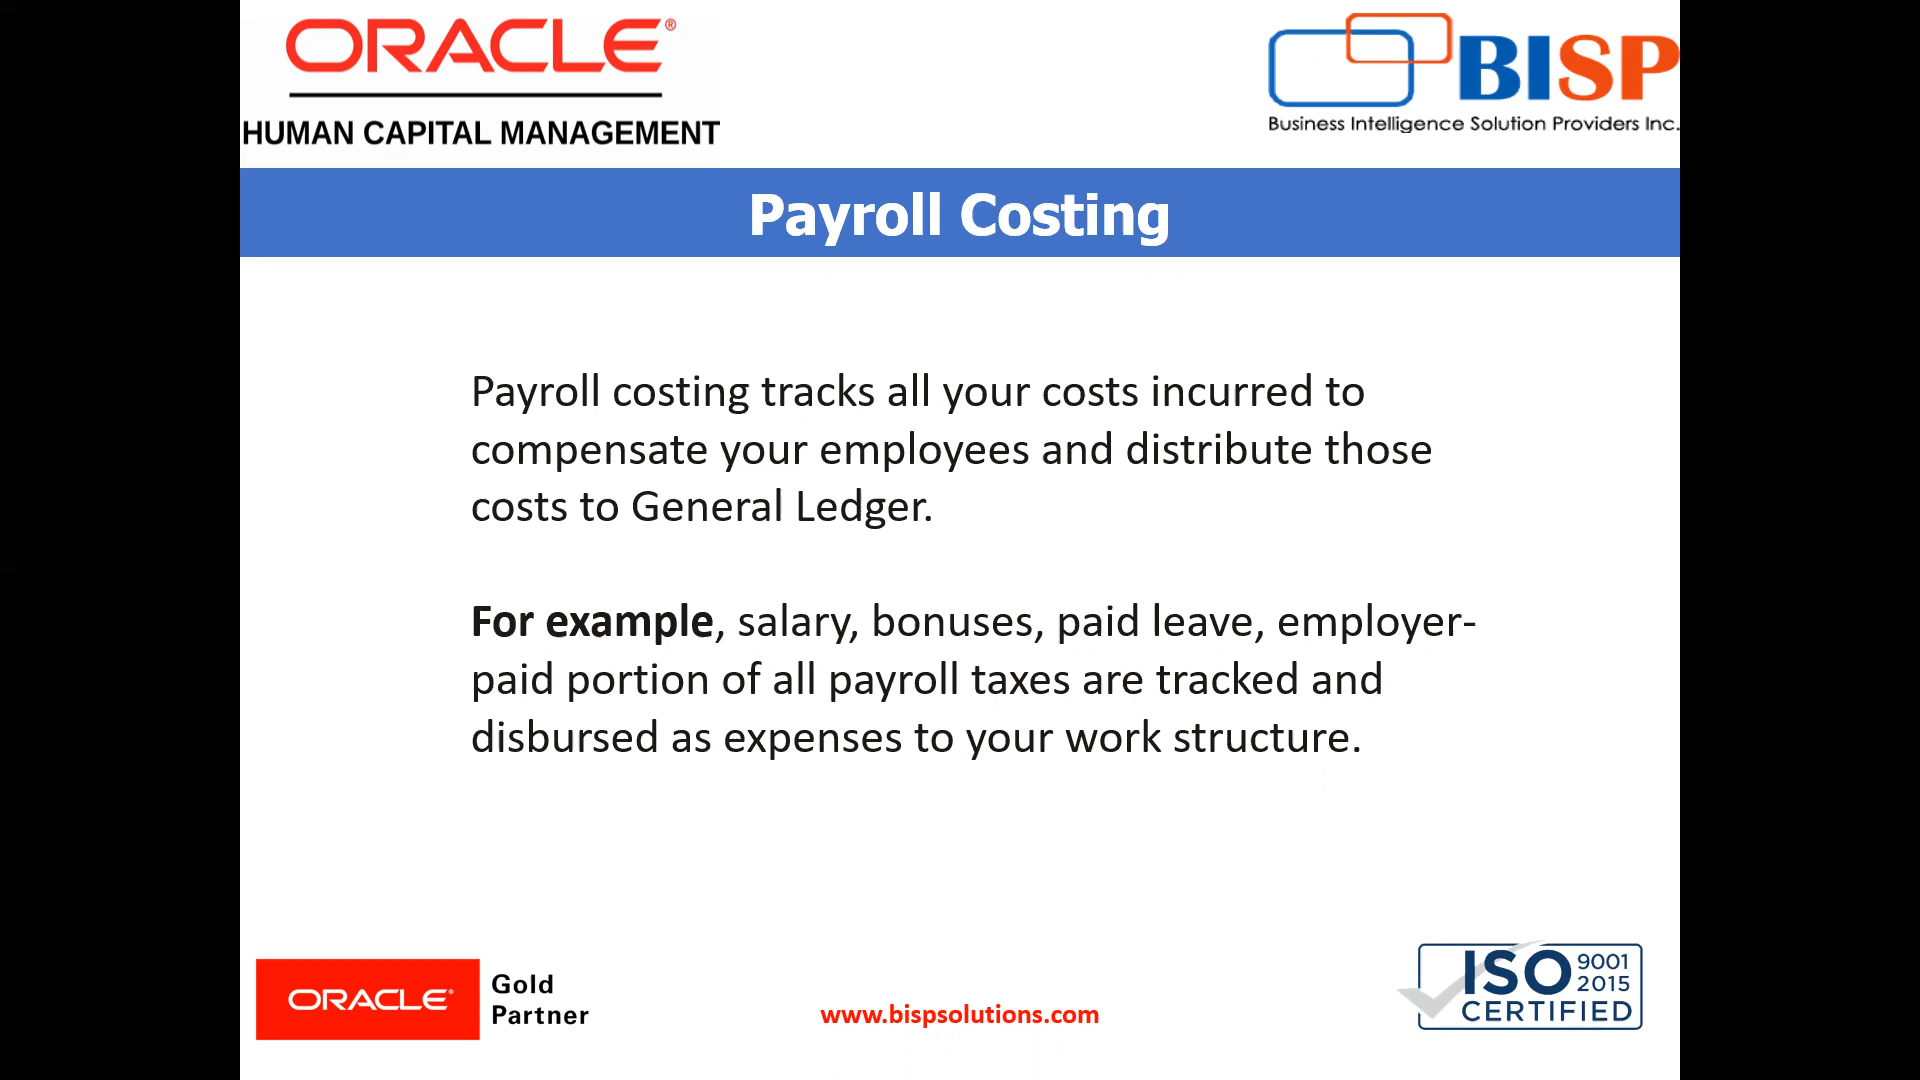 ORACLE®
HUMAN CAPITAL MANAGEMENT
BISP
Business Intelligence Solution Providers Inc.
Payroll Costing
Payroll costing tracks all your costs incurred to
compensate your employees and distribute those
costs to General Ledger.
For example, salary, bonuses, paid leave, employer-
paid portion of all payroll taxes are tracked and
disbursed as expenses to your work structure.
ORACLE®
Gold
Partner
www.bispsolutions.com
ISO 9001
2015
CERTIFIED